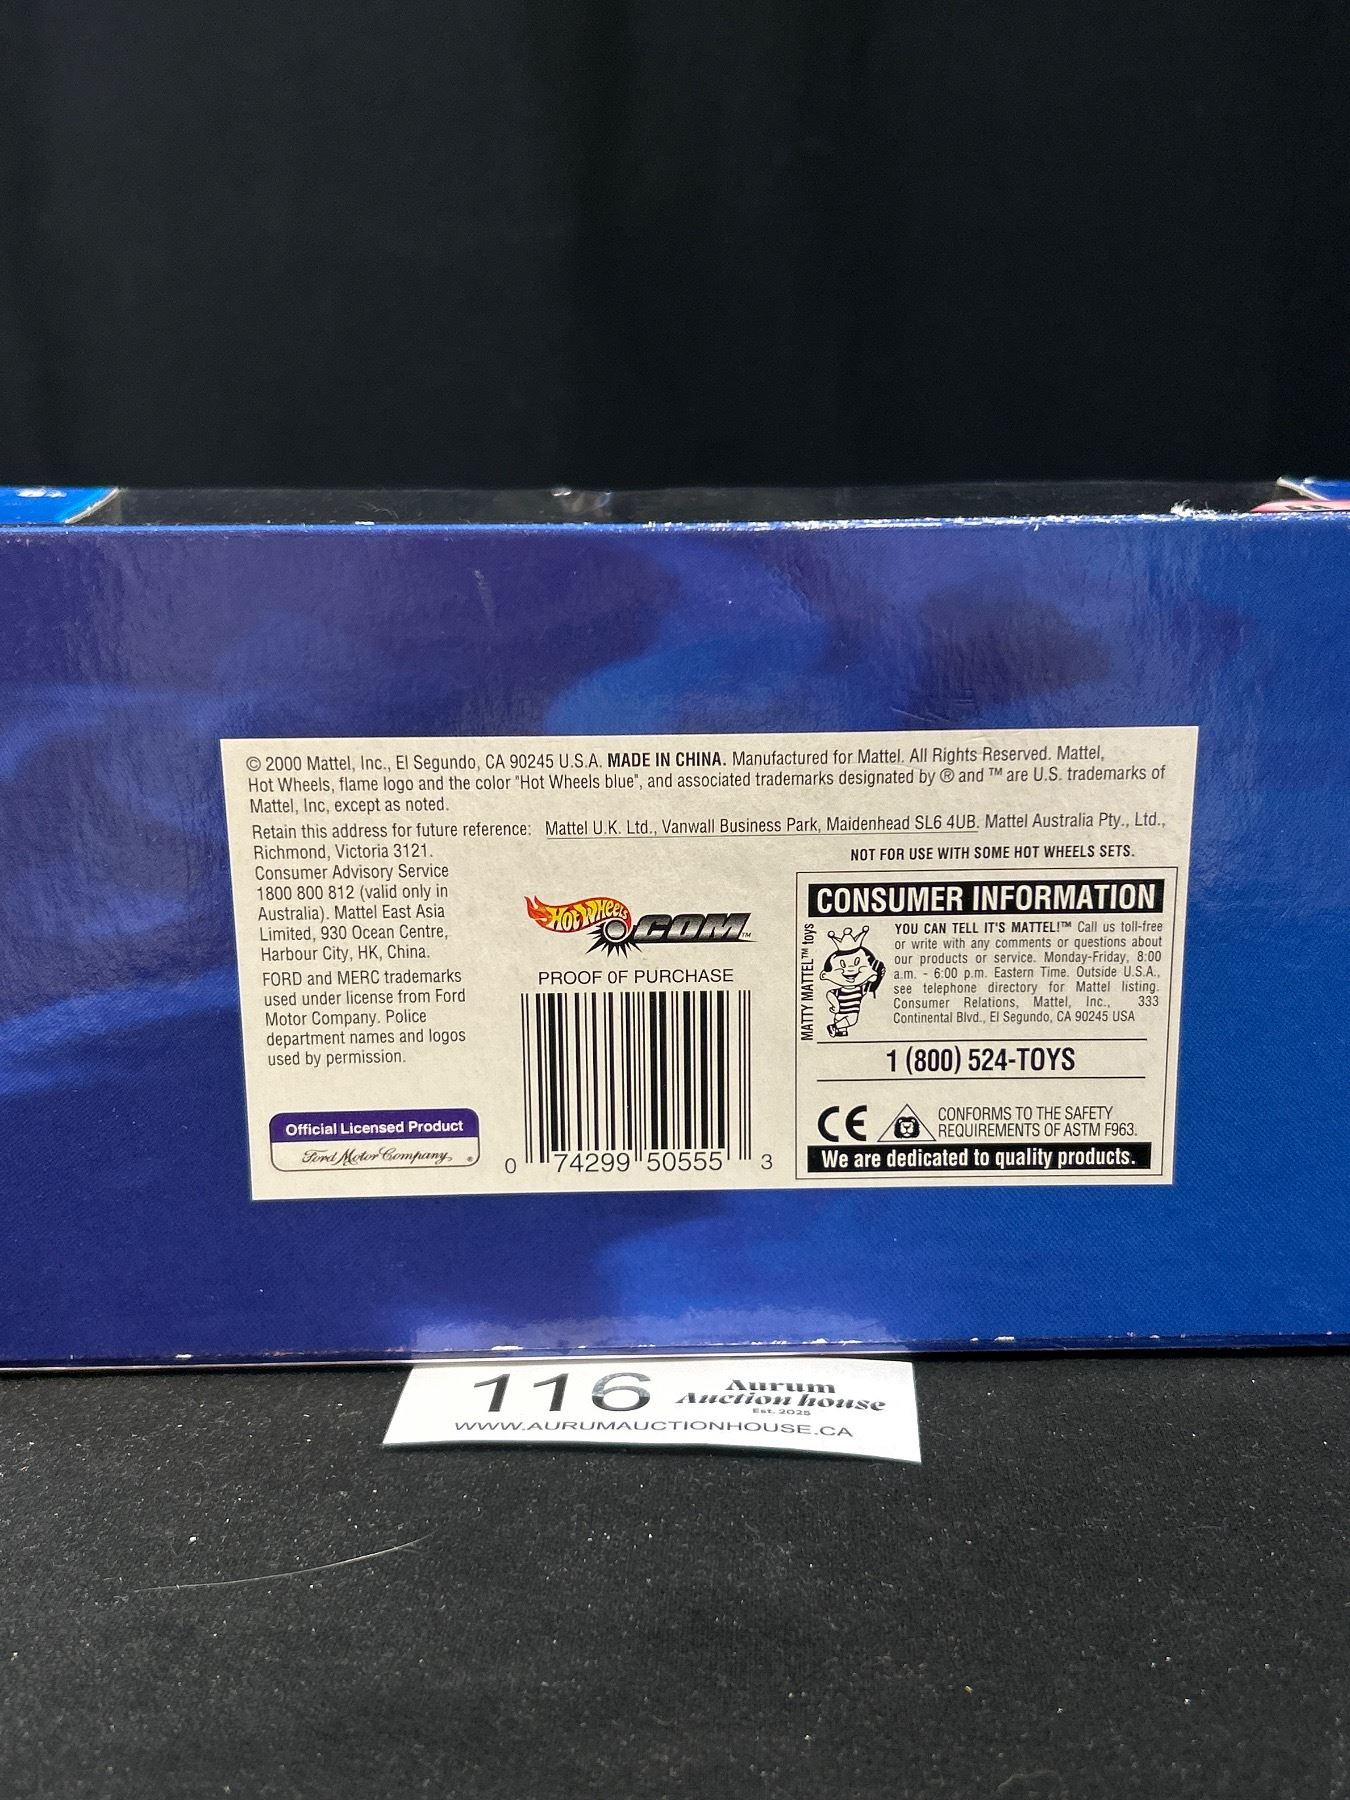 © 2000 Mattel, Inc., El Segundo, CA 90245 U.S.A. MADE IN CHINA. Manufactured for Mattel. All Rights Reserved. Mattel,
Hot Wheels, flame logo and the color "Hot Wheels blue", and associated trademarks designated by ® and ™ are U.S. trademarks of
Mattel, Inc, except as noted.
Retain this address for future reference: Mattel U.K. Ltd., Vanwall Business Park, Maidenhead SL6 4UB. Mattel Australia Pty., Ltd.,
Richmond, Victoria 3121.
Consumer Advisory Service
1800 800 812 (valid only in
Australia). Mattel East Asia
Limited, 930 Ocean Centre,
Harbour City, HK, China.
FORD and MERC trademarks
used under license from Ford
Motor Company. Police
department names and logos
used by permission.
Official Licensed Product
Ford Motor Company ®
Hot Wheels .COM™
PROOF OF PURCHASE
0 74299 50555 3
NOT FOR USE WITH SOME HOT WHEELS SETS.
CONSUMER INFORMATION
MATTY MATTEL™ toys
YOU CAN TELL IT'S MATTEL!™ Call us toll-free
or write with any comments or questions about
our products or service. Monday-Friday, 8:00
a.m. - 6:00 p.m. Eastern Time. Outside U.S.A.,
see telephone directory for Mattel listing.
Consumer Relations, Mattel, Inc., 333
Continental Blvd., El Segundo, CA 90245 USA
1 (800) 524-TOYS
CE
CONFORMS TO THE SAFETY
REQUIREMENTS OF ASTM F963.
We are dedicated to quality products.
116
Aurum
Auction house
Est. 2025
WWW.AURUMAUCTIONHOUSE.CA